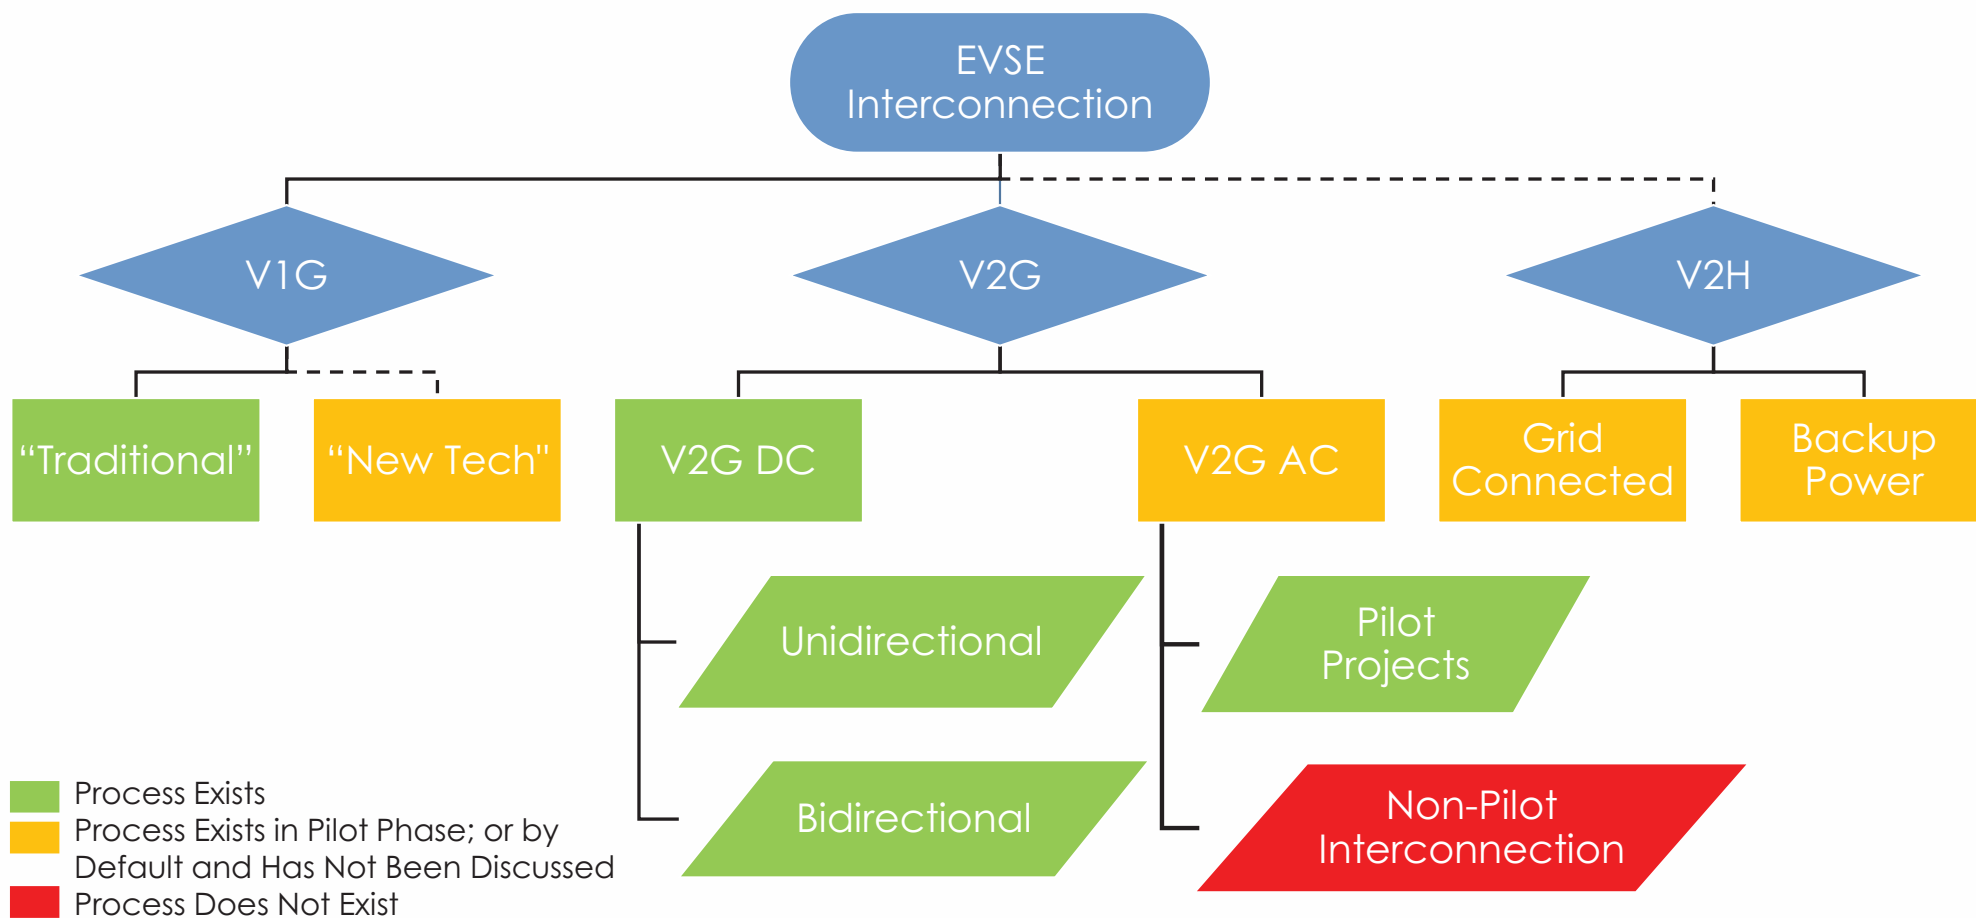 EVSE
Interconnection
V1G
V2G
V2H
“Traditional”
“New Tech"
V2G DC
V2G AC
Grid
Connected
Backup
Power
Unidirectional
Pilot
Projects
Bidirectional
Non-Pilot
Interconnection
Process Exists
Process Exists in Pilot Phase; or by
Default and Has Not Been Discussed
Process Does Not Exist